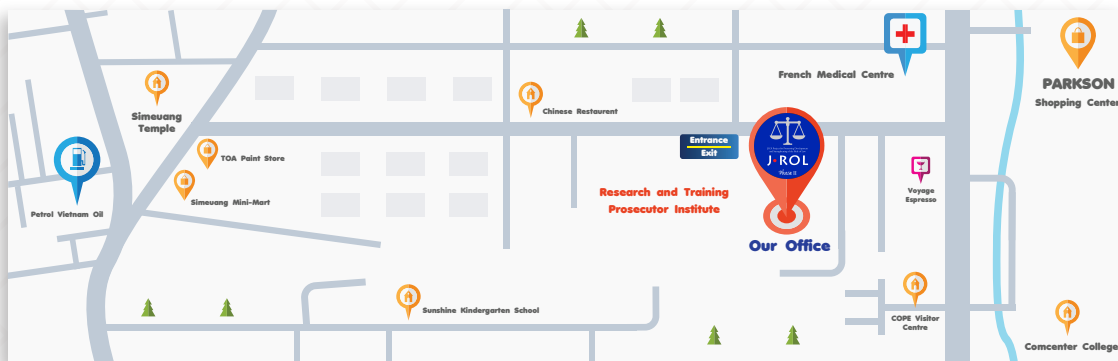 French Medical Centre
PARKSON
Shopping Center
Simeuang
Temple
Chinese Restaurent
Entrance
Exit
J-ROL
Phase II
TOA Paint Store
Simeuang Mini-Mart
Petrol Vietnam Oil
Research and Training
Prosecutor Institute
Voyage
Espresso
Our Office
Sunshine Kindergarten School
COPE Visitor
Centre
Comcenter College